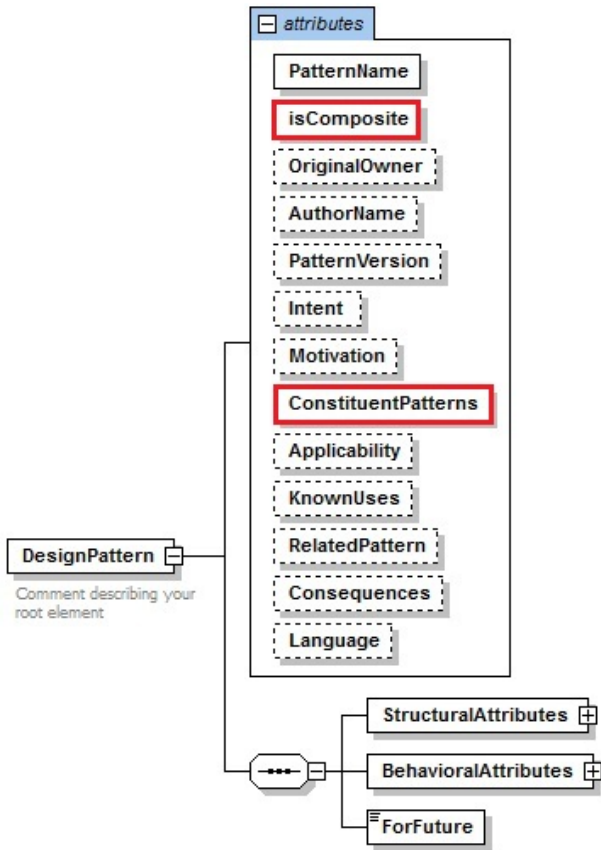 attributes
PatternName
isComposite
OriginalOwner
AuthorName
PatternVersion
Intent
Motivation
ConstituentPatterns
Applicability
KnownUses
RelatedPattern
Consequences
Language
DesignPattern
Comment describing your
root element
StructuralAttributes
BehavioralAttributes
ForFuture